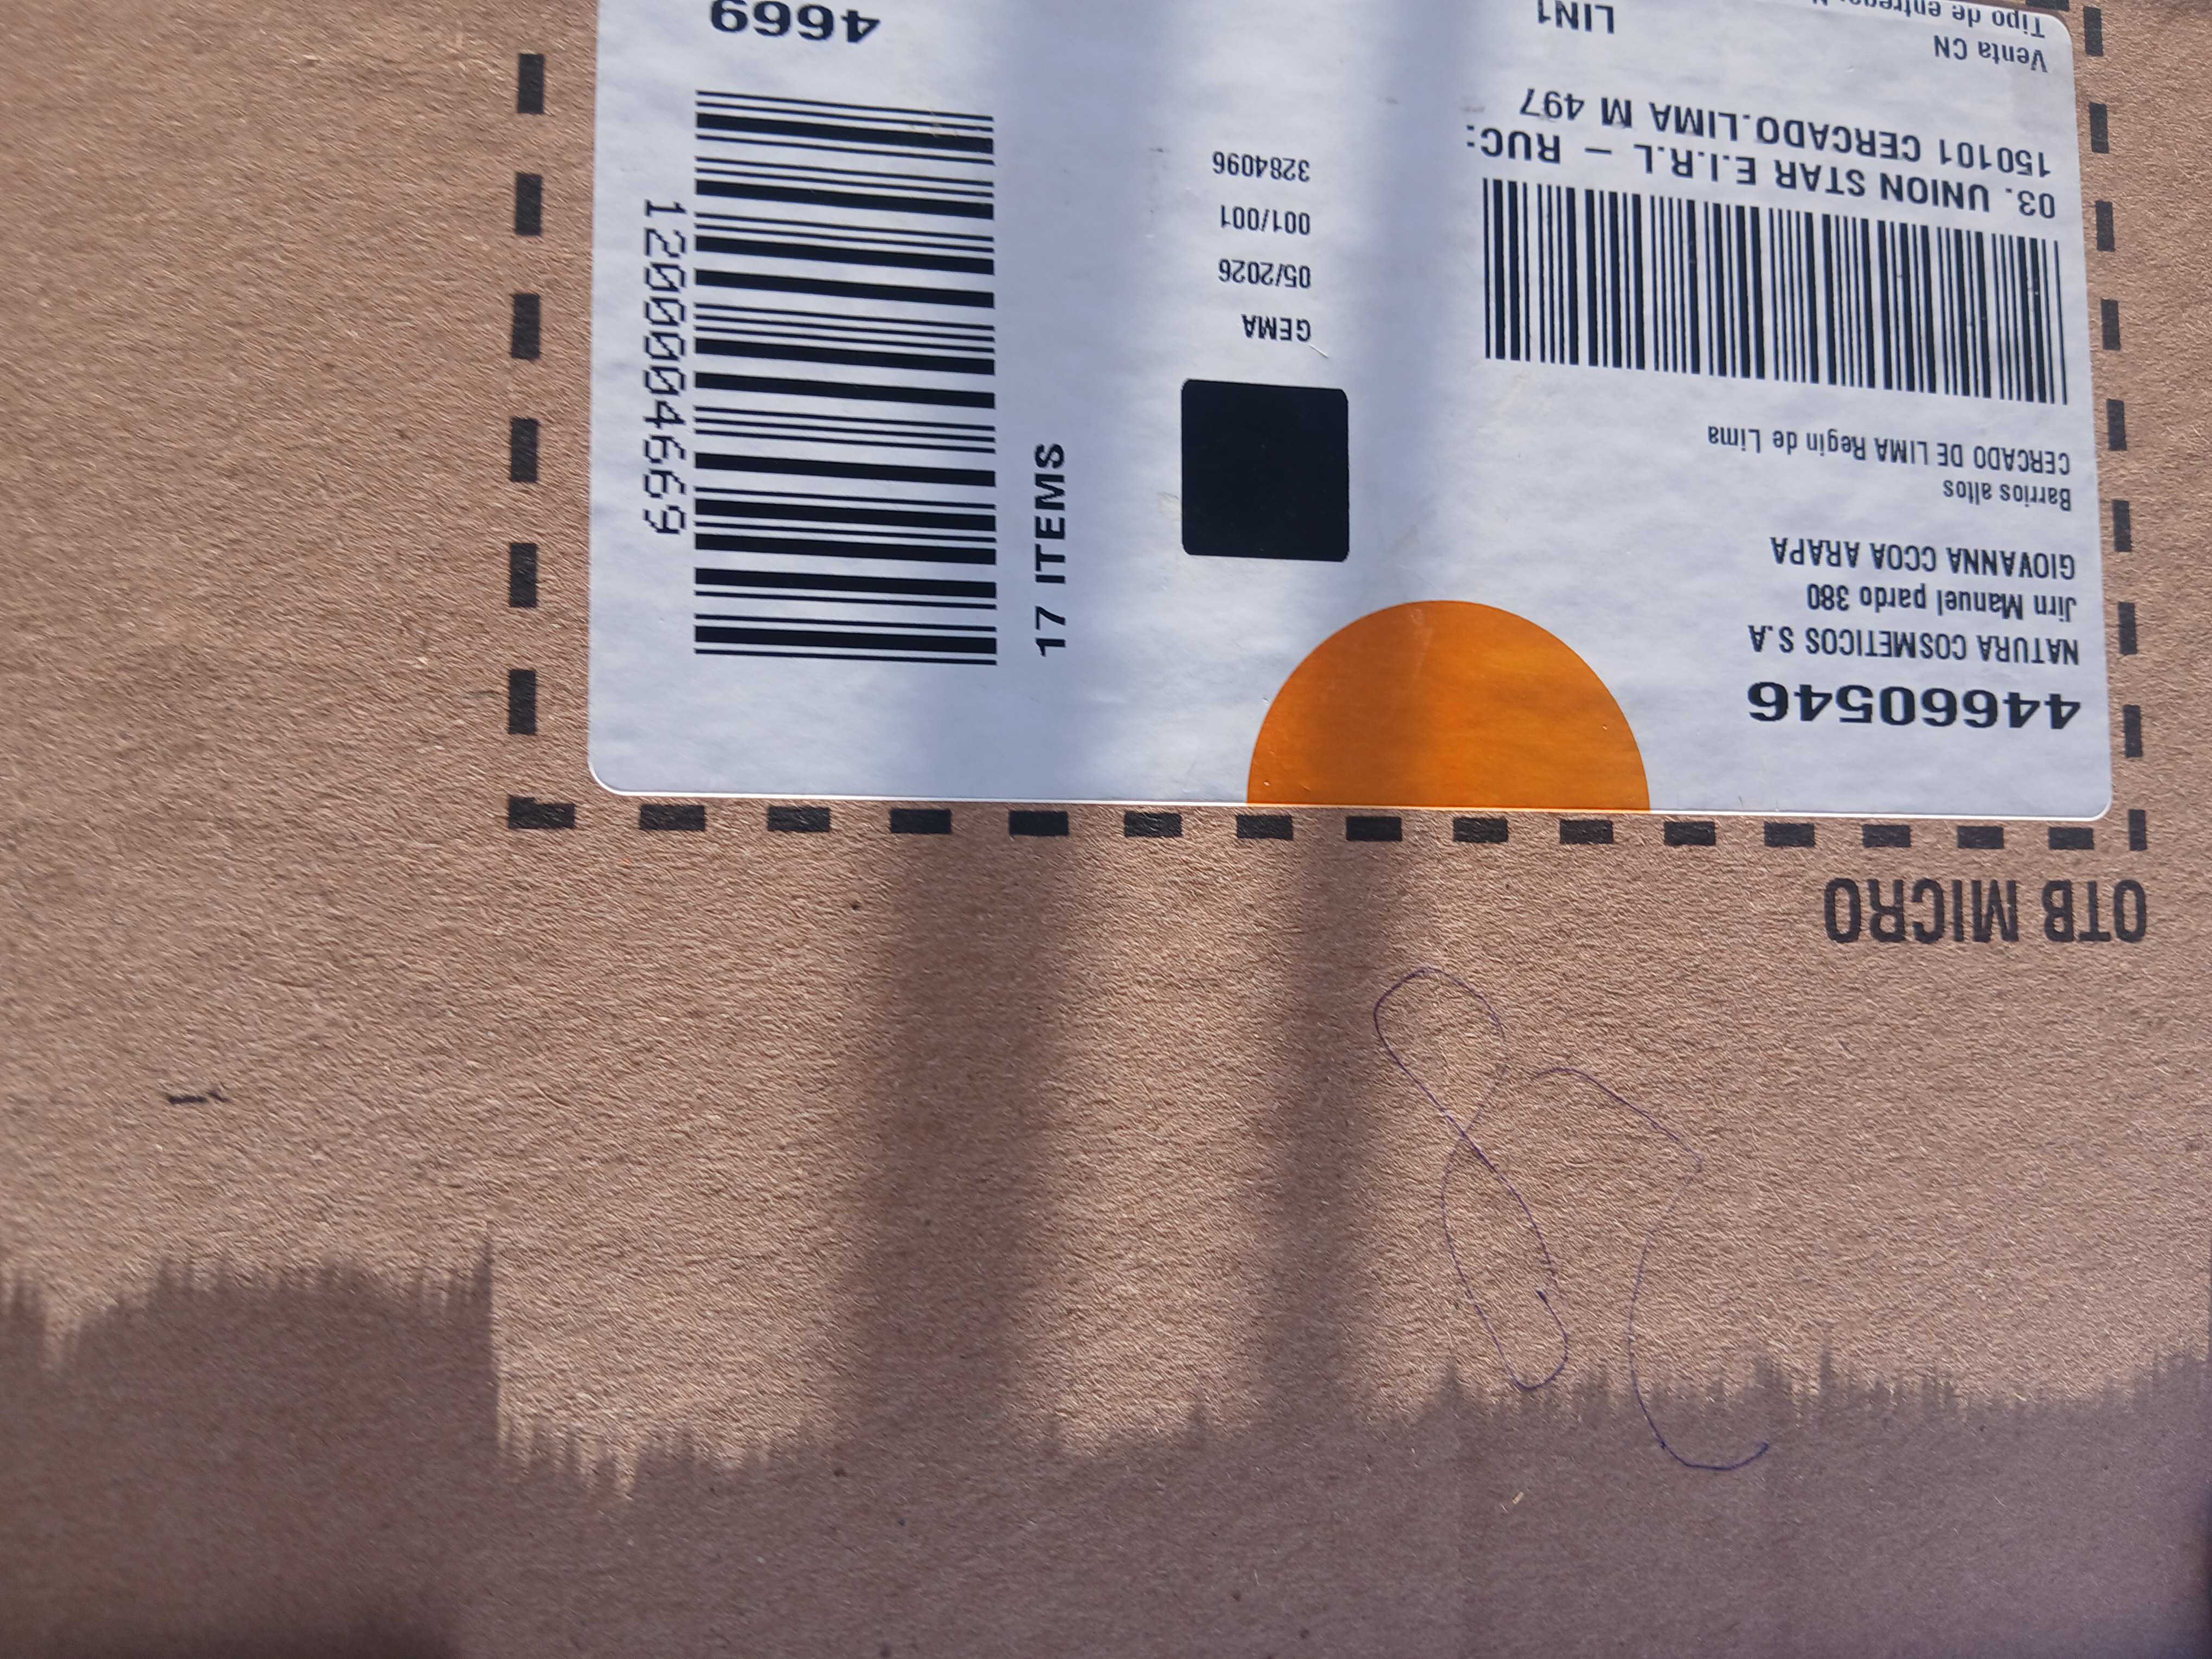 OTB MICRO
44660546
NATURA COSMETICOS S.A
Jirn Manuel pardo 380
GIOVANNA CCOA ARAPA
Barrios altos
CERCADO DE LIMA Regin de Lima
03. UNION STAR E.I.R.L - RUC:
150101 CERCADO.LIMA M 497
Venta CN
Tipo de entrega:
LIN1
GEMA
05/2026
001/001
3284096
17 ITEMS
120000004669
4669